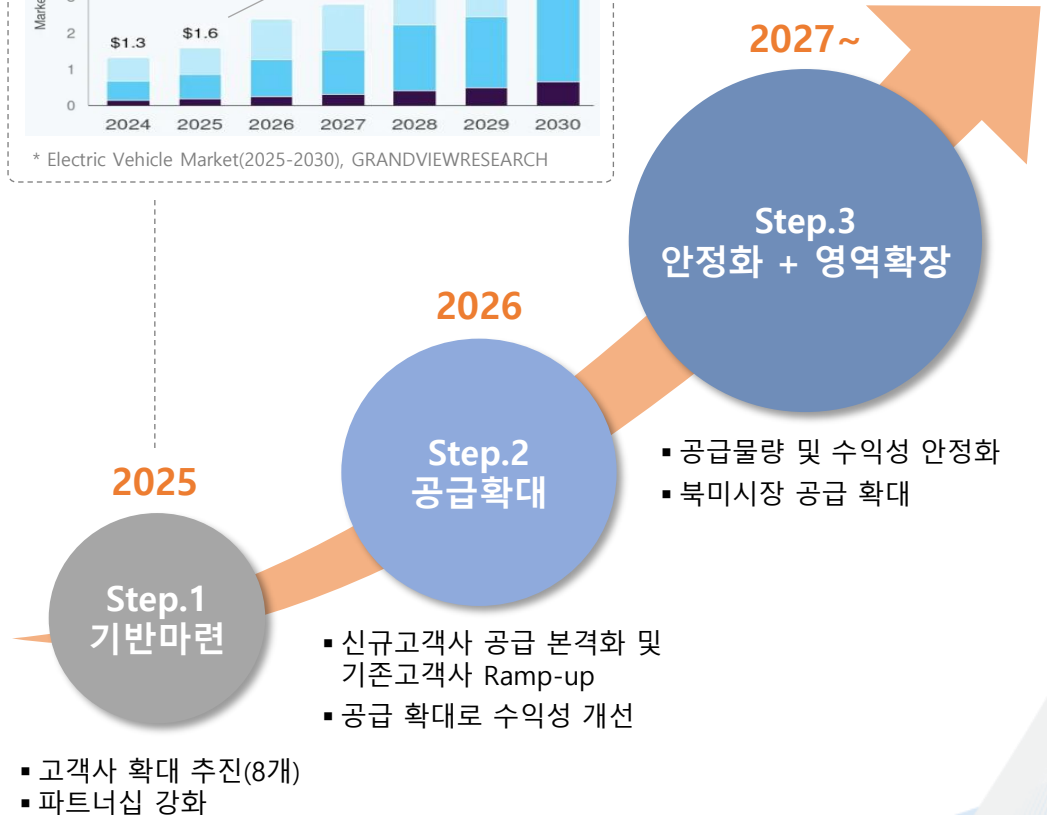 Marke
2
1
0
$1.3
$1.6
2024 2025 2026 2027 2028 2029 2030
* Electric Vehicle Market(2025-2030), GRANDVIEWRESEARCH
2025
Step.1
기반마련
▪ 고객사 확대 추진(8개)
▪ 파트너십 강화
2026
Step.2
공급확대
▪ 신규고객사 공급 본격화 및
기존고객사 Ramp-up
▪ 공급 확대로 수익성 개선
2027~
Step.3
안정화 + 영역확장
▪ 공급물량 및 수익성 안정화
▪ 북미시장 공급 확대